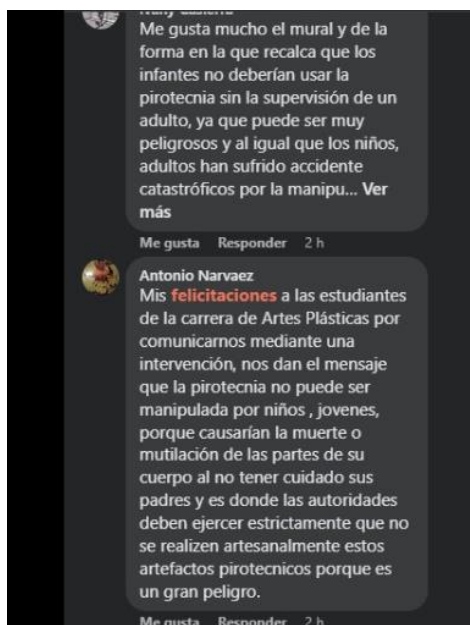 Me gusta mucho el mural y de la
forma en la que recalca que los
infantes no deberían usar la
pirotecnia sin la supervisión de un
adulto, ya que puede ser muy
peligrosos y al igual que los niños,
adultos han sufrido accidente
catastróficos por la manipu... Ver
más
Me gusta Responder 2 h
Antonio Narvaez
Mis felicitaciones a las estudiantes
de la carrera de Artes Plásticas por
comunicarnos mediante una
intervención, nos dan el mensaje
que la pirotecnia no puede ser
manipulada por niños , jovenes,
porque causarían la muerte o
mutilación de las partes de su
cuerpo al no tener cuidado sus
padres y es donde las autoridades
deben ejercer estrictamente que no
se realizen artesanalmente estos
artefactos pirotecnicos porque es
un gran peligro.
Me gusta Responder 2 h